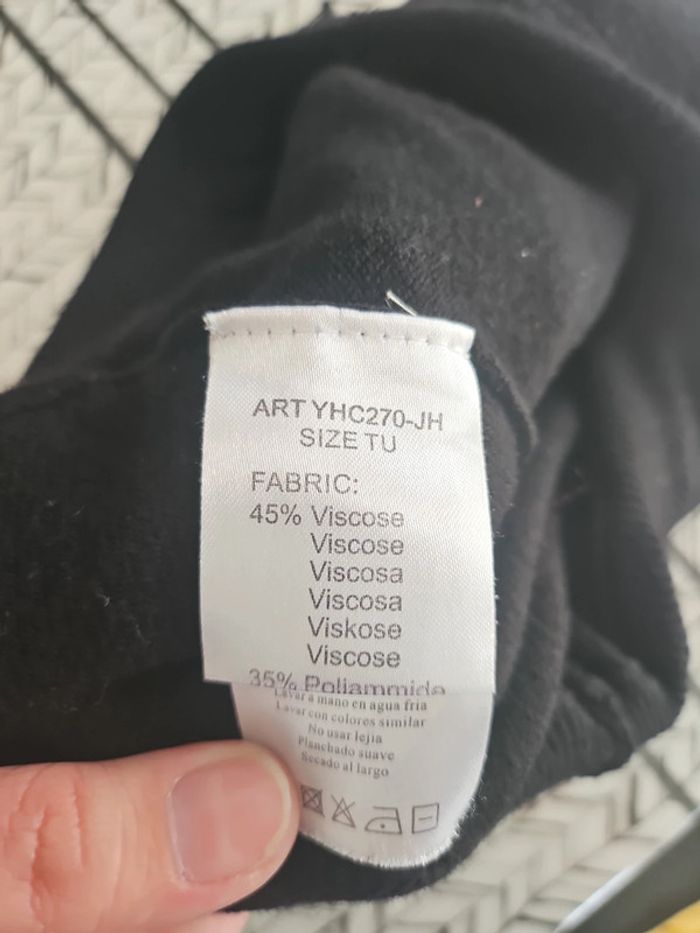 ART YHC270-JH
SIZE TU
FABRIC:
45% Viscose
Viscose
Viscosa
Viscosa
Viskose
Viscose
35% Poliammide
Lavar a mano en agua fria
Lavar con colores similar
No usar lejia
Planchado suave
Secado al largo